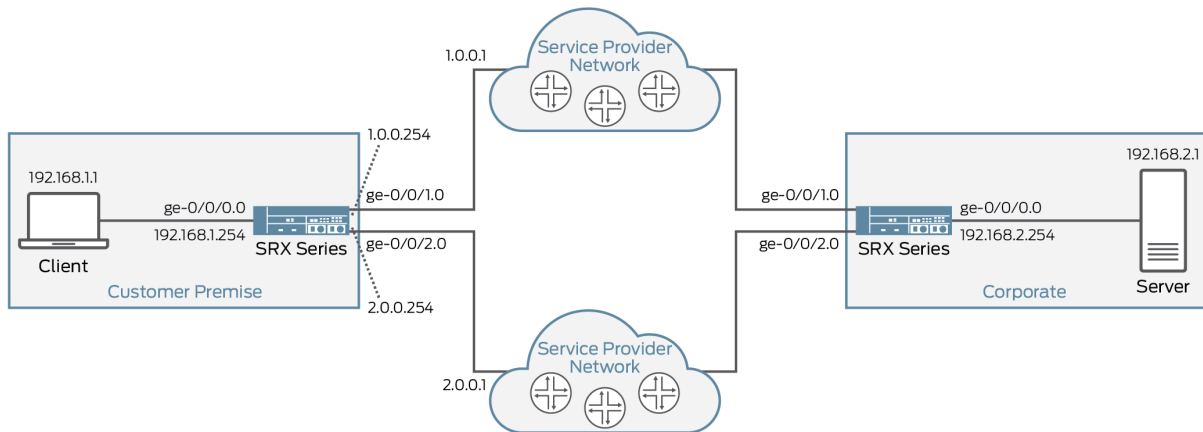 Service Provider
Network
1.0.0.1
1.0.0.254
192.168.1.1
ge-0/0/0.0
192.168.1.254
ge-0/0/1.0
ge-0/0/2.0
SRX Series
Client
Customer Premise
2.0.0.254
192.168.2.1
ge-0/0/1.0
ge-0/0/2.0
ge-0/0/0.0
192.168.2.254
SRX Series
Server
Corporate
Service Provider
Network
2.0.0.1